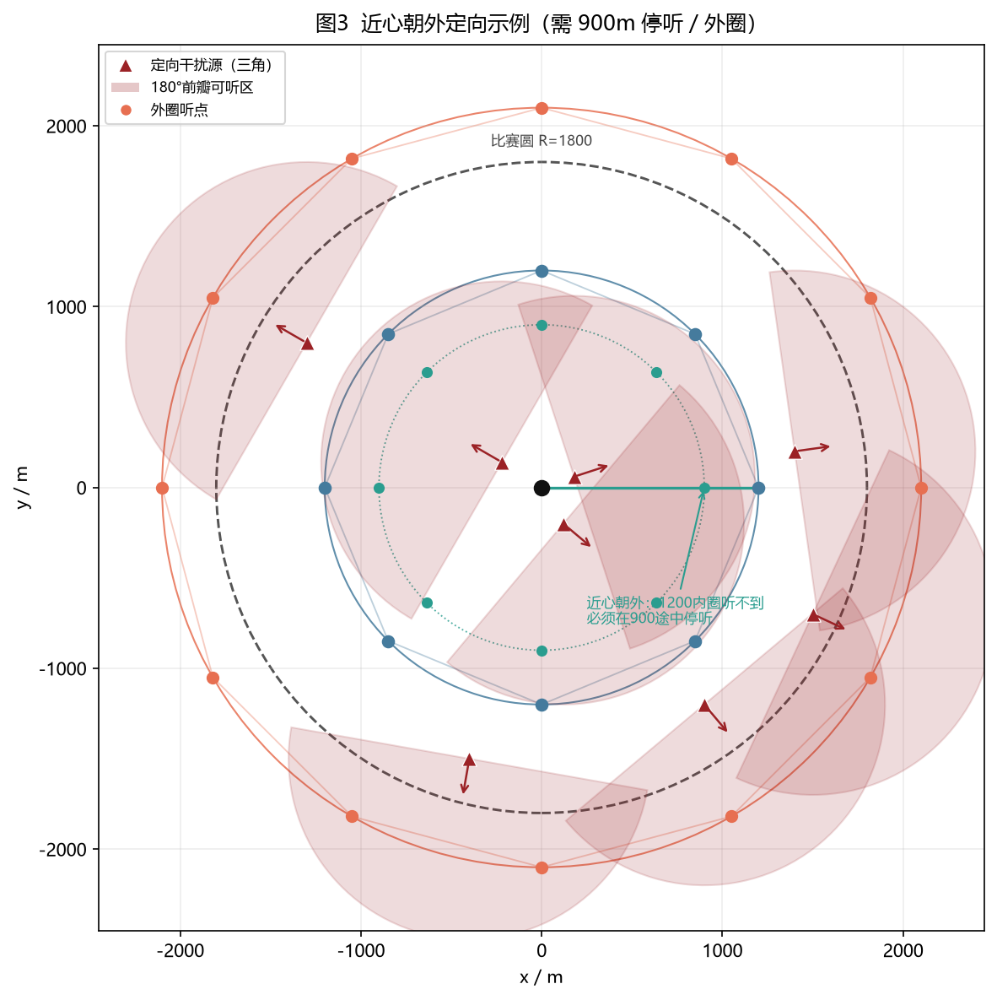 图3  近心朝外定向示例（需 900m 停听 / 外圈）
定向干扰源（三角）
180°前瓣可听区
外圈听点
比赛圆 R=1800
近心朝外：1200内圈听不到
必须在900途中停听
y / m
2000
1000
0
-1000
-2000
-2000
-1000
0
1000
2000
x / m